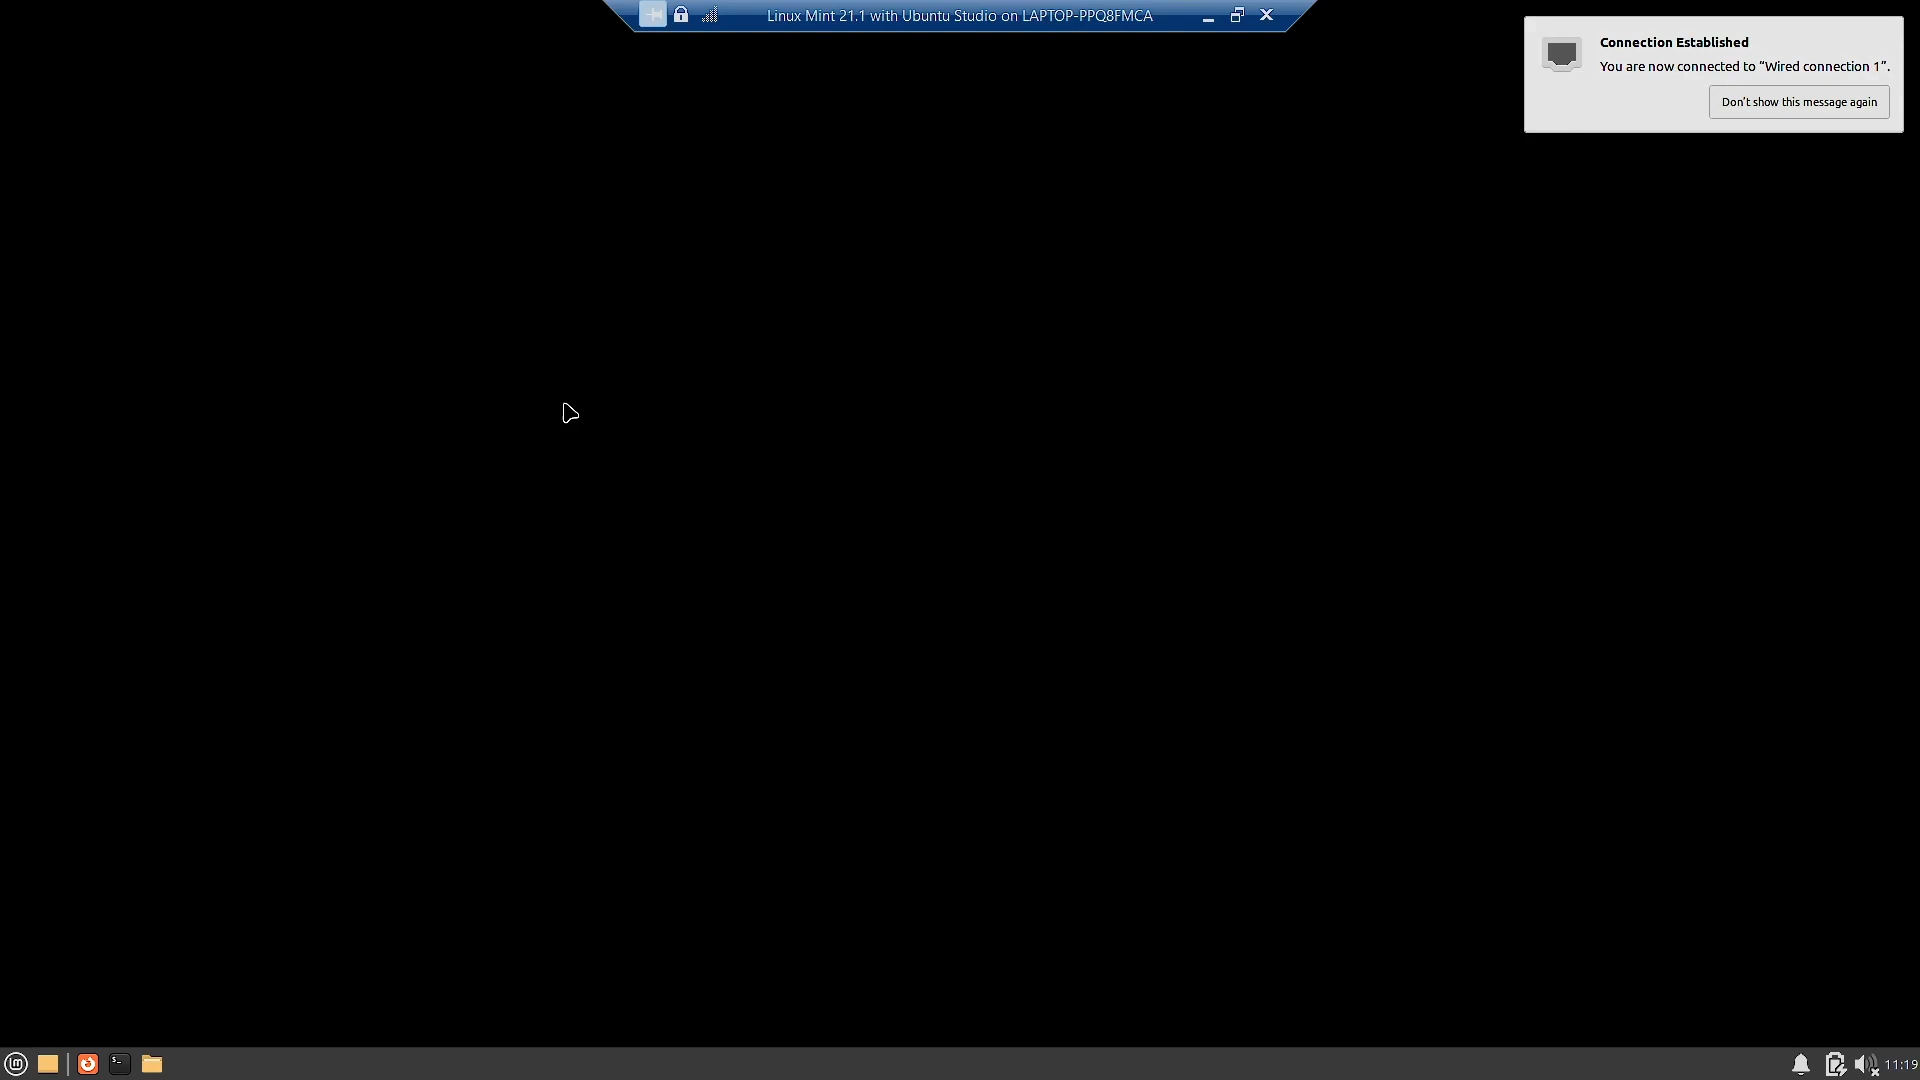 Linux Mint 21.1 with Ubuntu Studio on LAPTOP-PPQ8FMCA
Connection Established
You are now connected to “Wired connection 1”.
Don't show this message again
11:19